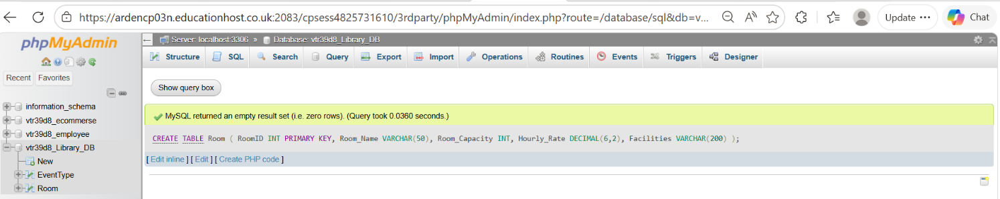 https://ardencp03n.educationhost.co.uk:2083/cpsess4825731610/3rdparty/phpMyAdmin/index.php?route=/database/sql&db=v...
Update
Chat
phpMyAdmin
Recent Favorites
information_schema
vtr39d8_ecommerse
vtr39d8_employee
vtr39d8_Library_DB
New
EventType
Room
Server: localhost:3306 » Database: vtr39d8_Library_DB
Structure SQL Search Query Export Import Operations Routines Events Triggers Designer
Show query box
MySQL returned an empty result set (i.e. zero rows). (Query took 0.0360 seconds.)
CREATE TABLE Room ( RoomID INT PRIMARY KEY, Room_Name VARCHAR(50), Room_Capacity INT, Hourly_Rate DECIMAL(6,2), Facilities VARCHAR(200) );
[ Edit inline ] [ Edit ] [ Create PHP code ]